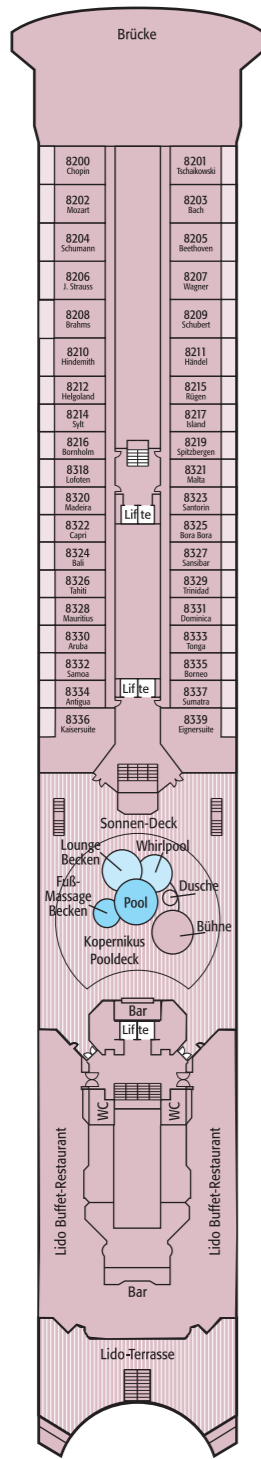 Brücke
8200
Chopin
8201
Tschaikowski
8202
Mozart
8203
Bach
8204
Schumann
8205
Beethoven
8206
J. Strauss
8207
Wagner
8208
Brahms
8209
Schubert
8210
Hindemith
8211
Händel
8212
Helgoland
8215
Rügen
8214
Sylt
8217
Island
8216
Bornholm
8219
Spitzbergen
8318
Lofoten
8321
Malta
8320
Madeira
8323
Santorin
Lifte
8322
Capri
8325
Bora Bora
8324
Bali
8327
Sansibar
8326
Tahiti
8329
Trinidad
8328
Mauritius
8331
Dominica
8330
Aruba
8333
Tonga
8332
Samoa
8335
Borneo
8334
Antigua
Lifte
8337
Sumatra
8336
Kaisersuite
8339
Eignersuite
Sonnen-Deck
Lounge
Becken
Whirlpool
Fuß-
Massage
Becken
Dusche
Pool
Bühne
Kopernikus
Pooldeck
Bar
Lifte
WC
WC
Lido Buffet-Restaurant
Lido Buffet-Restaurant
Bar
Lido-Terrasse